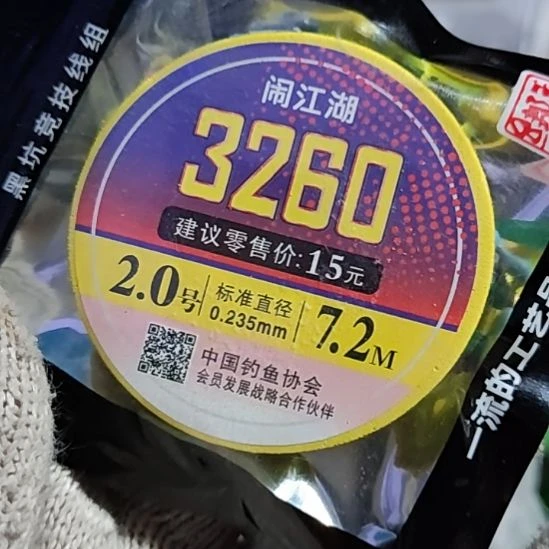 黑坑竞技线组
闹江湖
3260
建议零售价:15元
2.0号
标准直径
0.235mm
7.2M
中国钓鱼协会
会员发展战略合作伙伴
一流的工艺